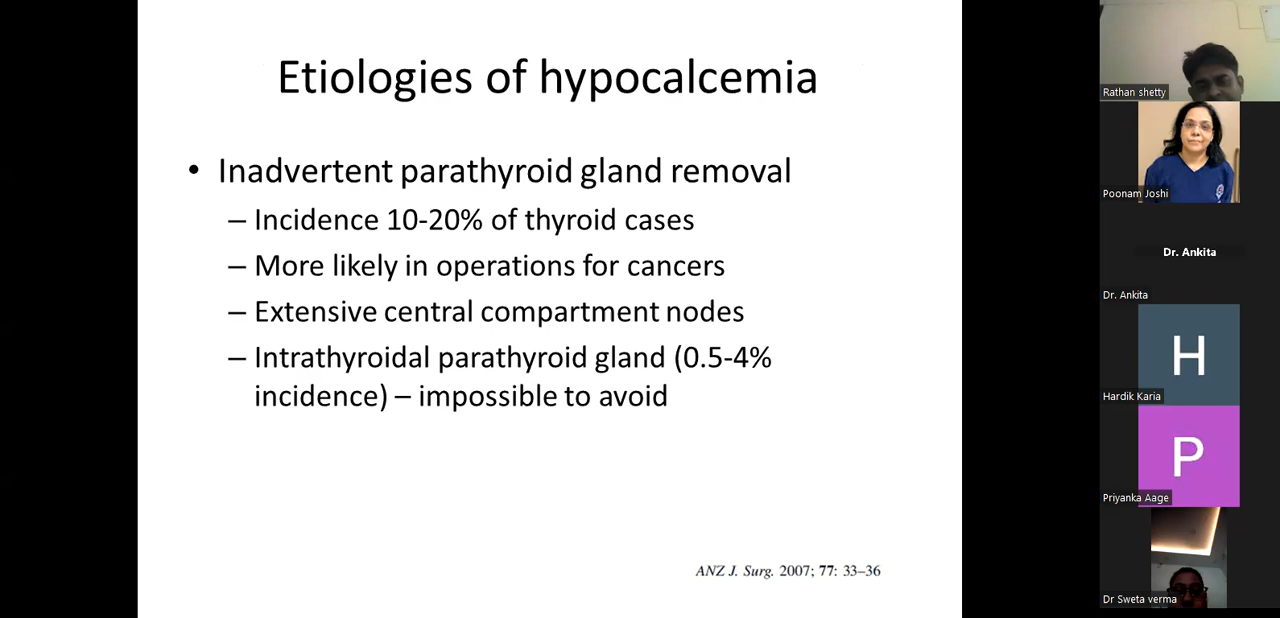 Etiologies of hypocalcemia
• Inadvertent parathyroid gland removal
– Incidence 10-20% of thyroid cases
– More likely in operations for cancers
– Extensive central compartment nodes
– Intrathyroidal parathyroid gland (0.5-4%
incidence) – impossible to avoid
ANZ J. Surg. 2007; 77: 33–36
Rathan shetty
Poonam Joshi
Dr. Ankita
Dr. Ankita
H
Hardik Karia
P
Priyanka Aage
Dr Sweta verma